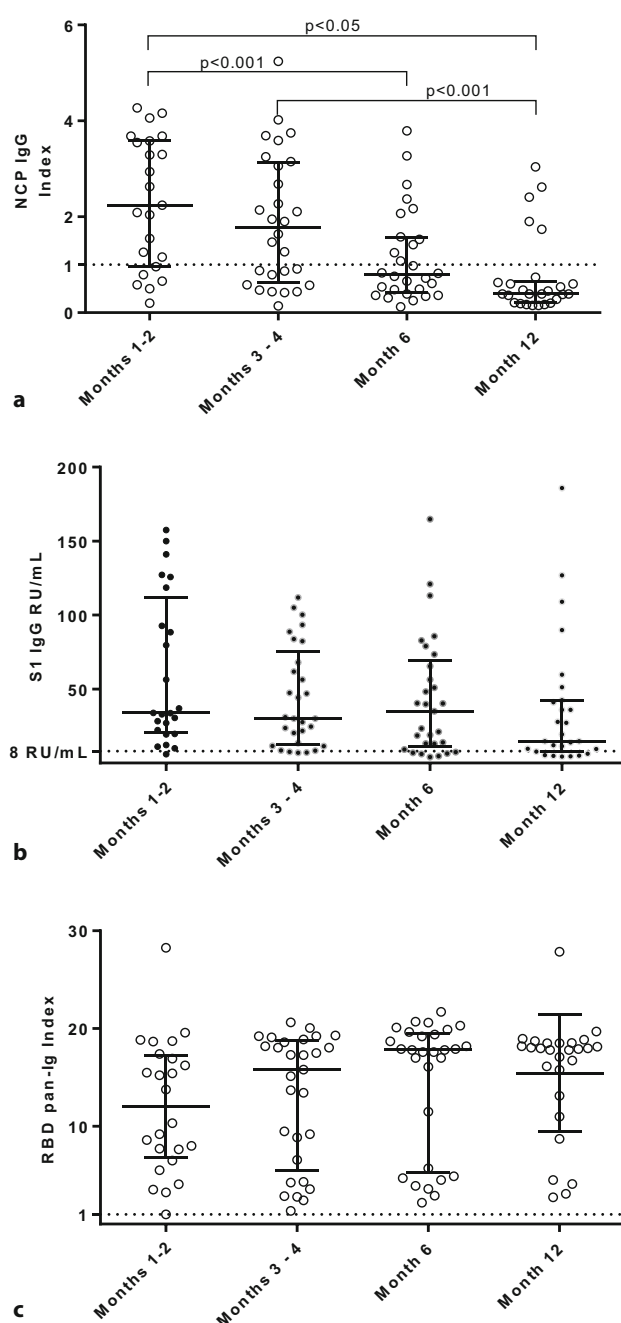 6
p<0.05
p<0.001
p<0.001
4
NCP IgG
Index
2
1
0
Months 1-2
Months 3 - 4
Month 6
Month 12
a
200
150
S1 IgG RU/mL
100
50
8 RU/mL
Months 1-2
Months 3 - 4
Month 6
Month 12
b
30
20
RBD pan-Ig Index
10
1
Months 1-2
Months 3 - 4
Month 6
Month 12
c